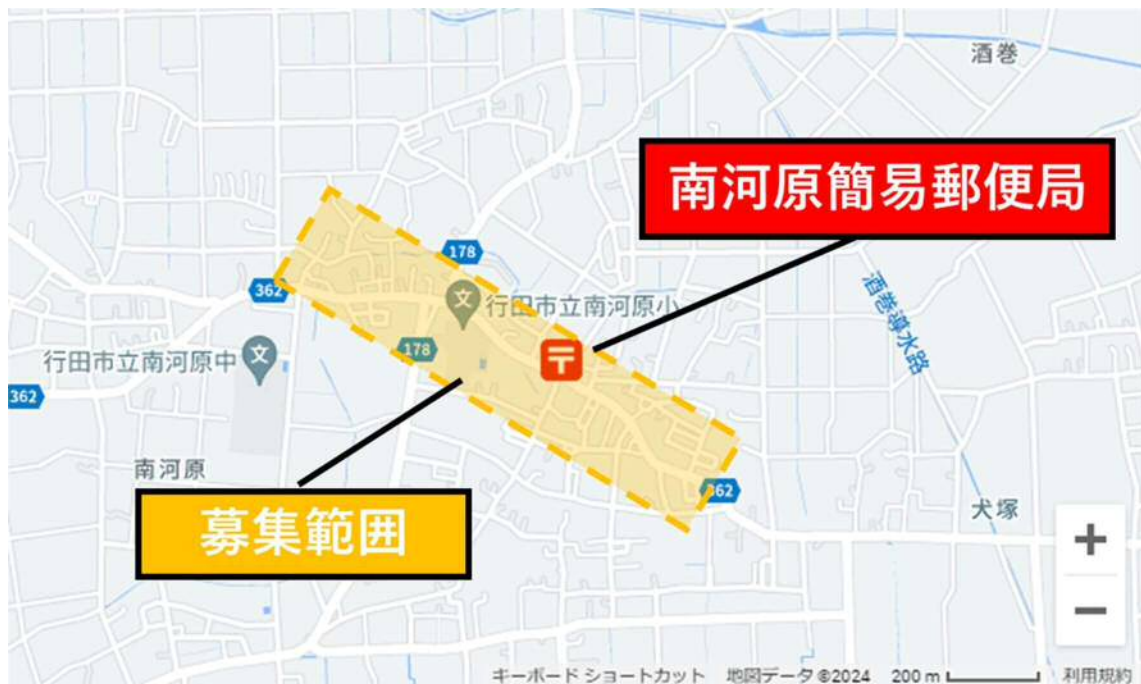 酒巻
南河原簡易郵便局
178
362
行田市立南河原小
酒巻導水路
178
行田市立南河原中
362
南河原
362
募集範囲
犬塚
+
−
キーボード ショートカット 地図データ ©2024 200 m 利用規約